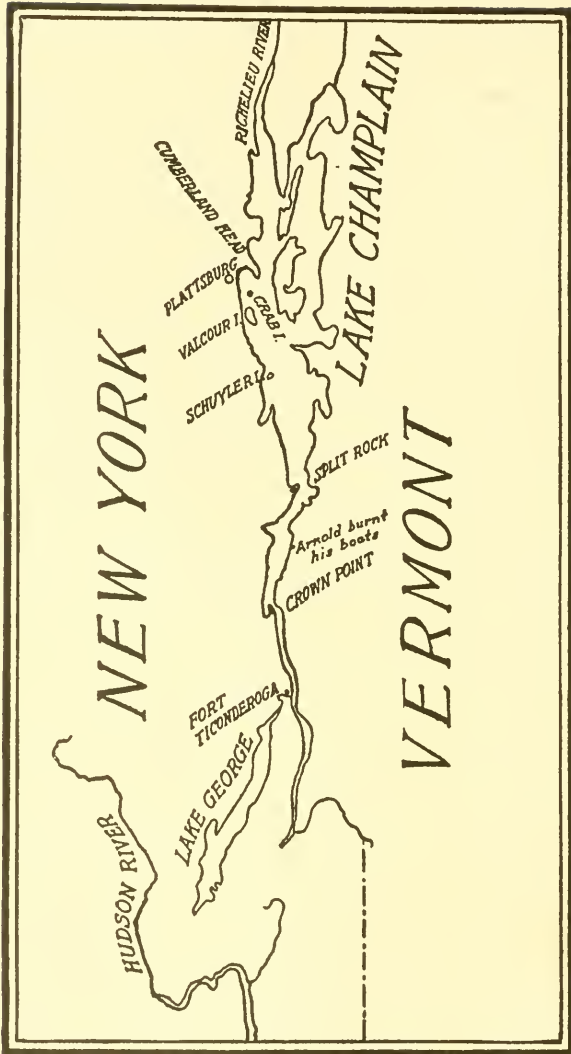 RICHELIEU RIVER
CUMBERLAND HEAD
PLATTSBURG
CRAB I.
VALCOUR I.
SCHUYLER I.
LAKE CHAMPLAIN
NEW YORK
SPLIT ROCK
Arnold burnt
his boats
CROWN POINT
VERMONT
FORT
TICONDEROGA
LAKE GEORGE
HUDSON RIVER